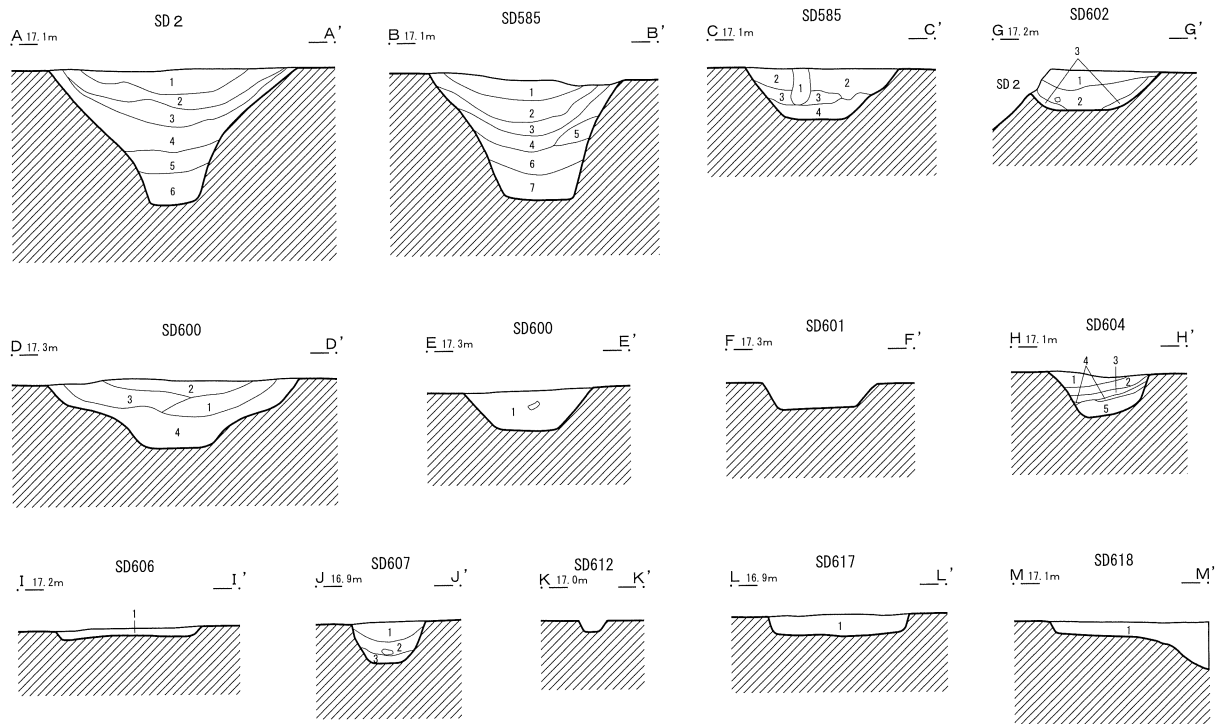 SD2
A 17.1m A'
1
2
3
4
5
6
SD585
B 17.1m B'
1
2
3
4
5
6
7
SD585
C 17.1m C'
2 1 2
3 3
4
SD602
G 17.2m G'
3
SD2
1
2
SD600
D 17.3m D'
2
3 1
4
SD600
E 17.3m E'
1
SD601
F 17.3m F'
SD604
H 17.1m H'
4 3
1 2
5
SD606
I 17.2m I'
1
SD607
J 16.9m J'
1
2
3
SD612
K 17.0m K'
SD617
L 16.9m L'
1
SD618
M 17.1m M'
1